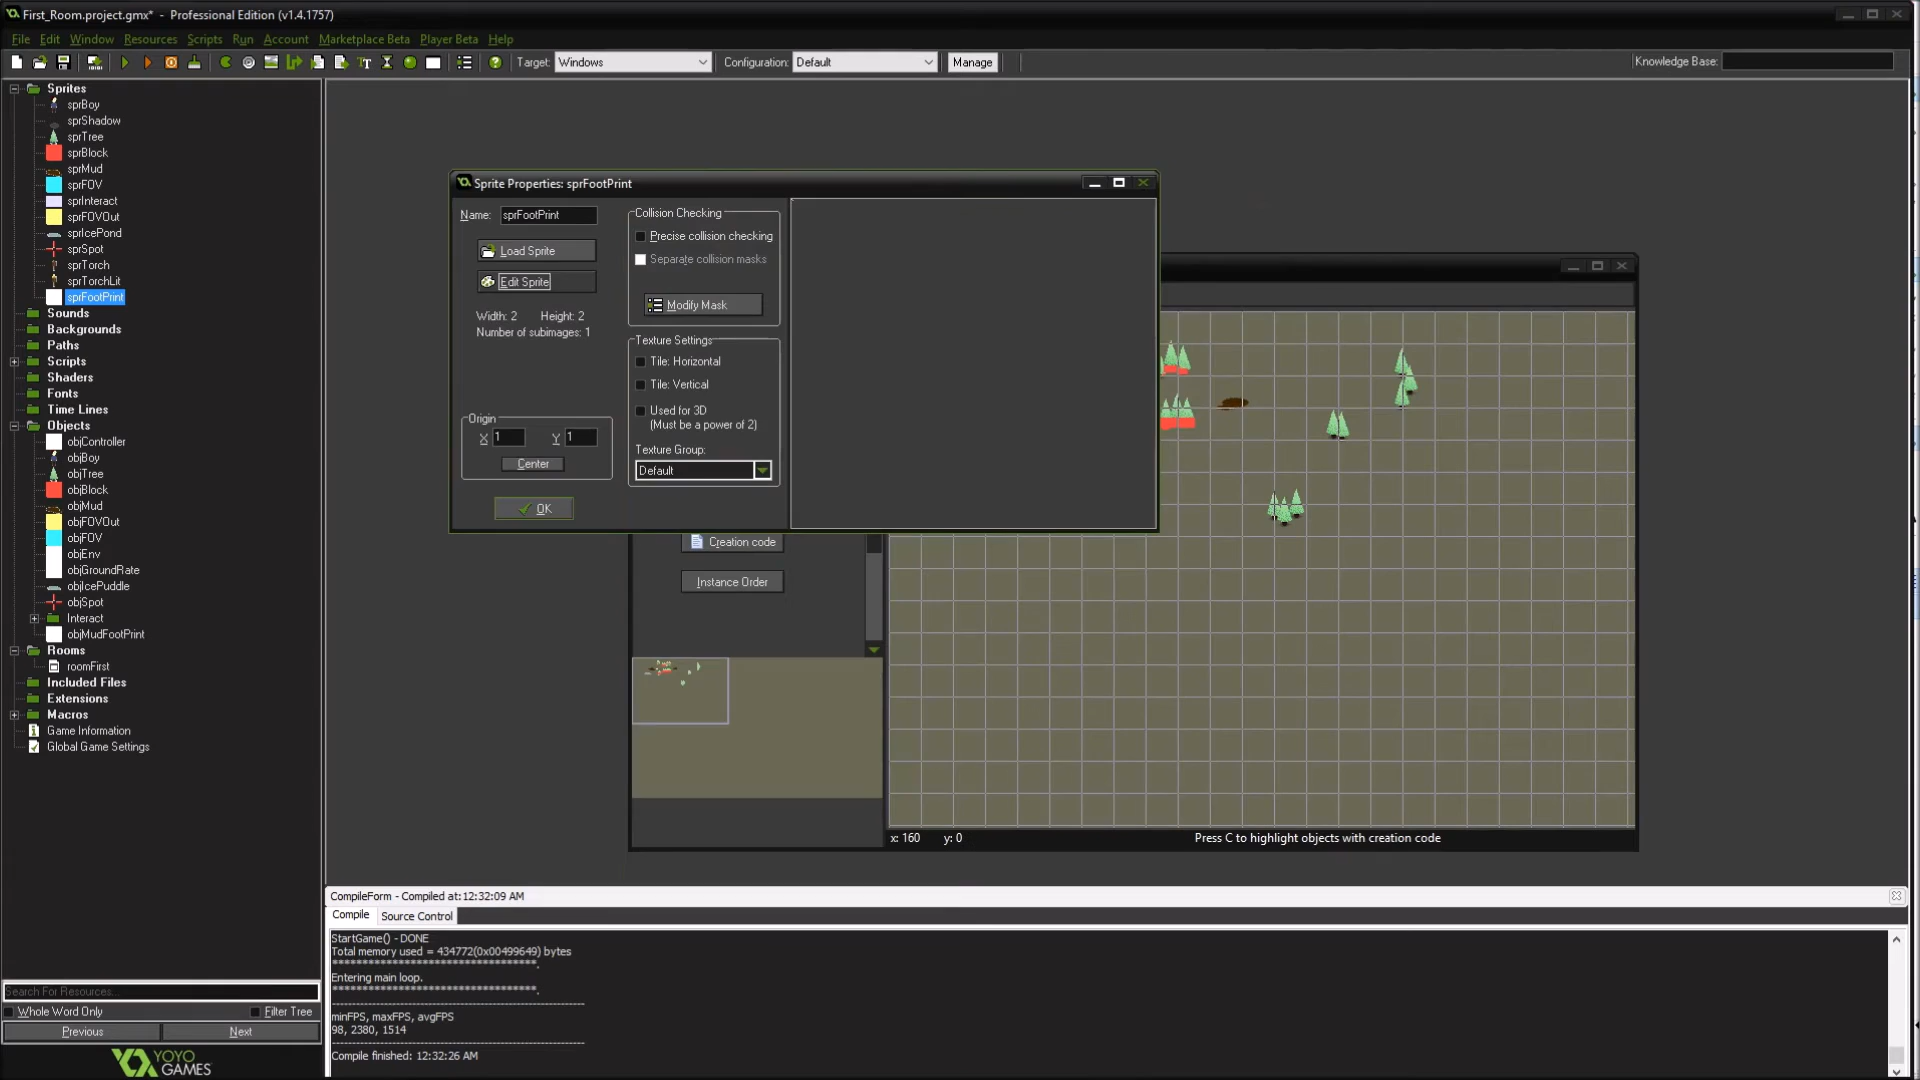 First_Room.project.gmx* - Professional Edition (v1.4.1757)
File Edit Window Resources Scripts Run Account Marketplace Beta Player Beta Help
Target: Windows Configuration: Default Manage Knowledge Base:
Sprites
sprBoy
sprShadow
sprTree
sprBlock
sprMud
sprFOV
sprInteract
sprFOVOut
sprIcePond
sprSpot
sprTorch
sprTorchLit
sprFootPrint
Sounds
Backgrounds
Paths
Scripts
Shaders
Fonts
Time Lines
Objects
objController
objBoy
objTree
objBlock
objMud
objFOVOut
objFOV
objEnv
objGroundRate
objIcePuddle
objSpot
Interact
objMudFootPrint
Rooms
roomFirst
Included Files
Extensions
Macros
Game Information
Global Game Settings
Search For Resources...
Whole Word Only Filter Tree
Previous Next
YOYO
GAMES
Sprite Properties: sprFootPrint
Name: sprFootPrint
Load Sprite
Edit Sprite
Width: 2 Height: 2
Number of subimages: 1
Origin
X 1 Y 1
Center
OK
Collision Checking
Precise collision checking
Separate collision masks
Modify Mask
Texture Settings
Tile: Horizontal
Tile: Vertical
Used for 3D
(Must be a power of 2)
Texture Group:
Default
Creation code
Instance Order
x: 160 y: 0 Press C to highlight objects with creation code
CompileForm - Compiled at: 12:32:09 AM
Compile Source Control
StartGame() - DONE
Total memory used = 434772(0x00499649) bytes
**********************************.
Entering main loop.
**********************************.
minFPS, maxFPS, avgFPS
98, 2380, 1514
Compile finished: 12:32:26 AM